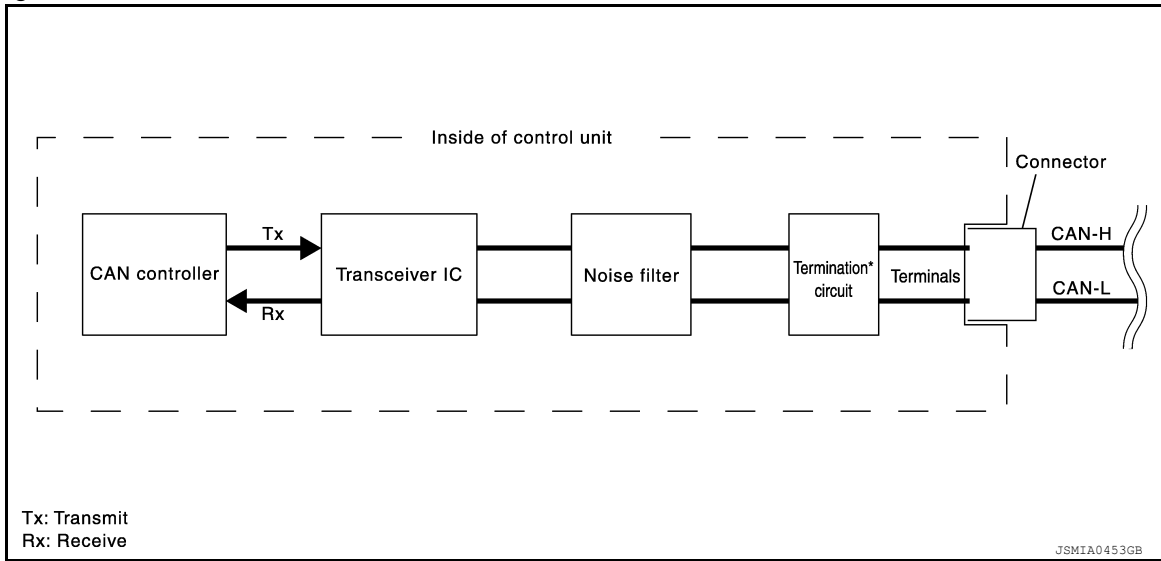 Inside of control unit
Connector
CAN controller
Tx
Rx
Transceiver IC
Noise filter
Termination*
circuit
Terminals
CAN-H
CAN-L
Tx: Transmit
Rx: Receive
JSMIA0453GB